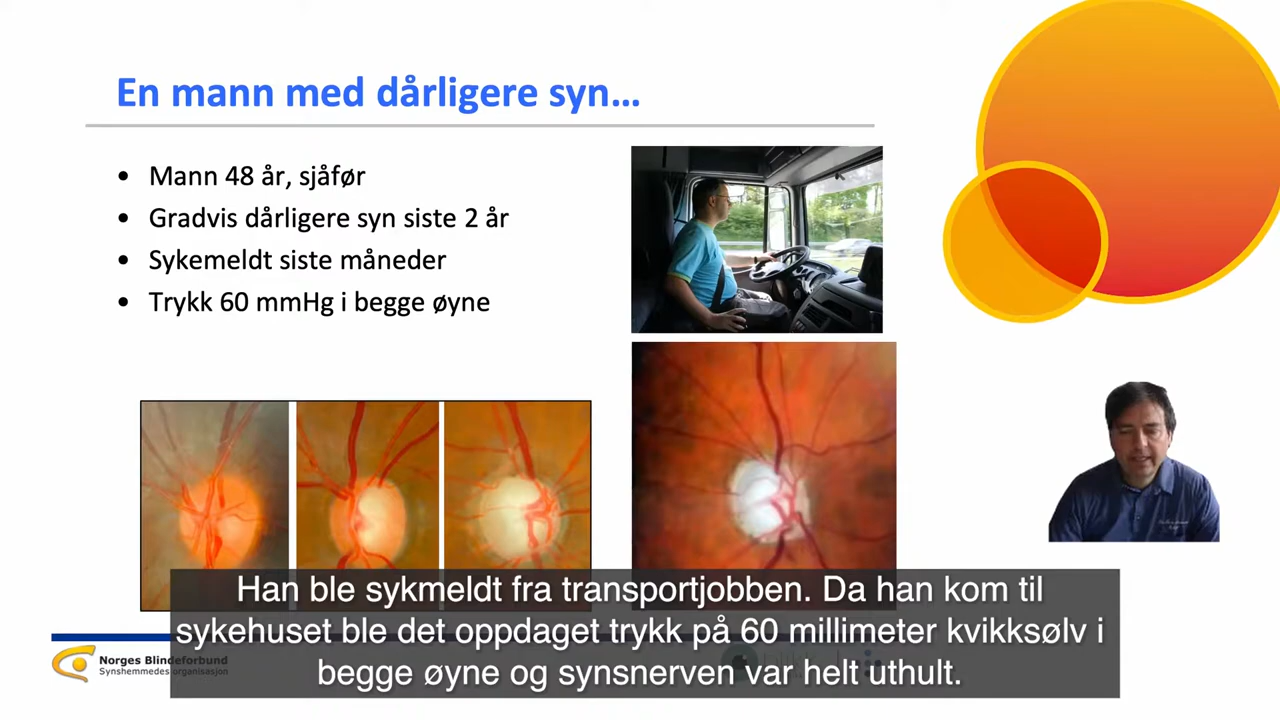 En mann med dårligere syn...
• Mann 48 år, sjåfør
• Gradvis dårligere syn siste 2 år
• Sykemeldt siste måneder
• Trykk 60 mmHg i begge øyne
Han ble sykmeldt fra transportjobben. Da han kom til
sykehuset ble det oppdaget trykk på 60 millimeter kvikksølv i
begge øyne og synsnerven var helt uthult.
Norges Blindeforbund
Synshemmedes organisasjon